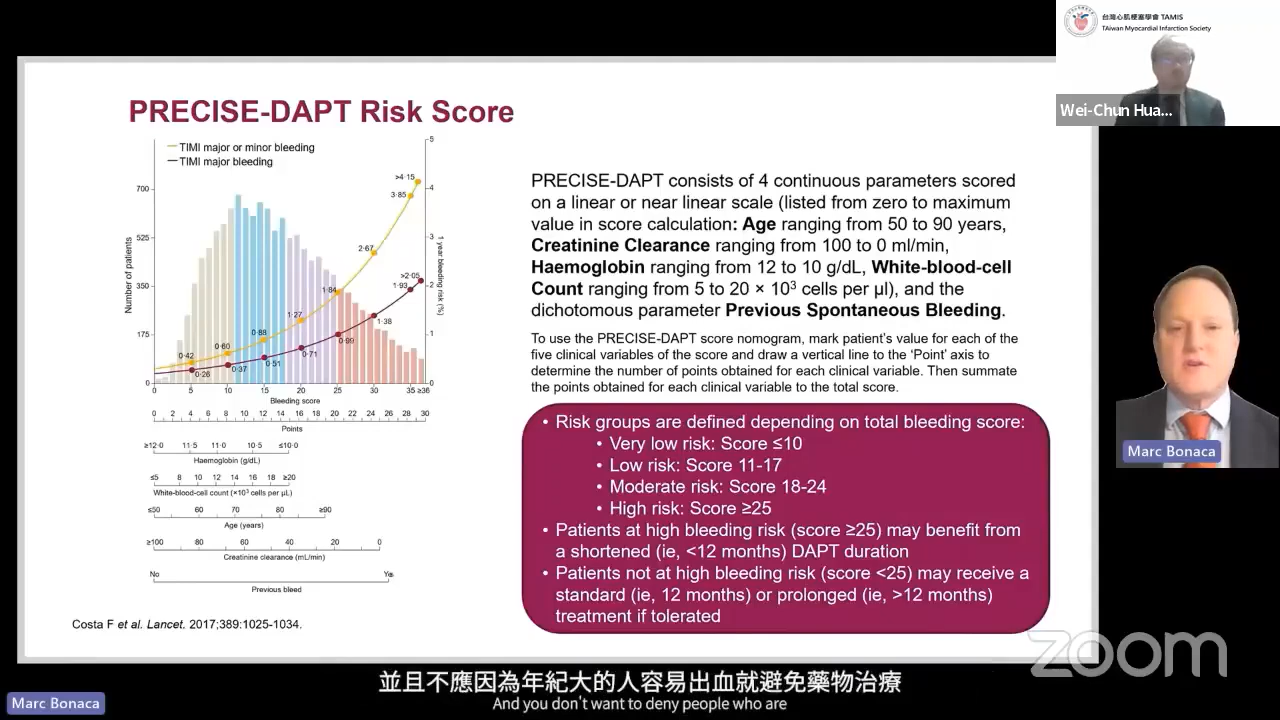 台灣心肌梗塞學會 TAMIS
TAiwan Myocardial Infarction Society
Wei-Chun Hua...
PRECISE-DAPT Risk Score
TIMI major or minor bleeding
TIMI major bleeding
Number of patients
700
525
350
175
0
5
4
3
2
1
0
1 year bleeding risk (%)
>4·15
3·85
2·67
1·84
1·27
0·88
0·60
0·42
>2·05
1·93
1·38
0·99
0·71
0·51
0·37
0·26
0 5 10 15 20 25 30 35 ≥36
Bleeding score
0 2 4 6 8 10 12 14 16 18 20 22 24 26 28 30
Points
≥12·0 11·5 11·0 10·5 ≤10·0
Haemoglobin (g/dL)
≤5 8 10 12 14 16 18 ≥20
White-blood-cell count (×10³ cells per μL)
≤50 60 70 80 ≥90
Age (years)
≥100 80 60 40 20 0
Creatinine clearance (mL/min)
No Yes
Previous bleed
Costa F et al. Lancet. 2017;389:1025-1034.
PRECISE-DAPT consists of 4 continuous parameters scored
on a linear or near linear scale (listed from zero to maximum
value in score calculation: Age ranging from 50 to 90 years,
Creatinine Clearance ranging from 100 to 0 ml/min,
Haemoglobin ranging from 12 to 10 g/dL, White-blood-cell
Count ranging from 5 to 20 × 10³ cells per μl), and the
dichotomous parameter Previous Spontaneous Bleeding.
To use the PRECISE-DAPT score nomogram, mark patient's value for each of the
five clinical variables of the score and draw a vertical line to the 'Point' axis to
determine the number of points obtained for each clinical variable. Then summate
the points obtained for each clinical variable to the total score.
• Risk groups are defined depending on total bleeding score:
• Very low risk: Score ≤10
• Low risk: Score 11-17
• Moderate risk: Score 18-24
• High risk: Score ≥25
• Patients at high bleeding risk (score ≥25) may benefit from
a shortened (ie, <12 months) DAPT duration
• Patients not at high bleeding risk (score <25) may receive a
standard (ie, 12 months) or prolonged (ie, >12 months)
treatment if tolerated
Marc Bonaca
zoom
並且不應因為年紀大的人容易出血就避免藥物治療
And you don't want to deny people who are
Marc Bonaca